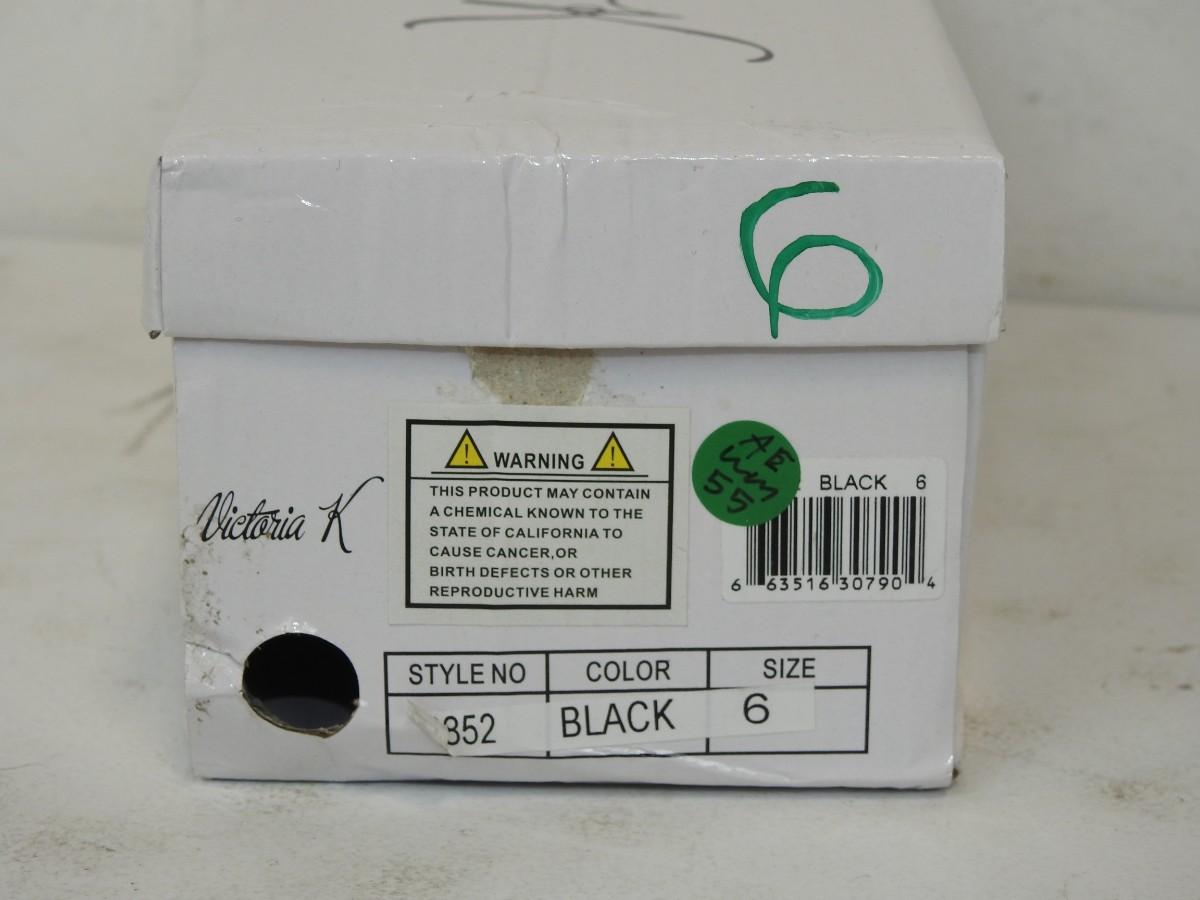 6
Victoria K
WARNING
THIS PRODUCT MAY CONTAIN
A CHEMICAL KNOWN TO THE
STATE OF CALIFORNIA TO
CAUSE CANCER,OR
BIRTH DEFECTS OR OTHER
REPRODUCTIVE HARM
AE
55
BLACK 6
6 63516 30790 4
STYLE NO COLOR SIZE
352 BLACK 6